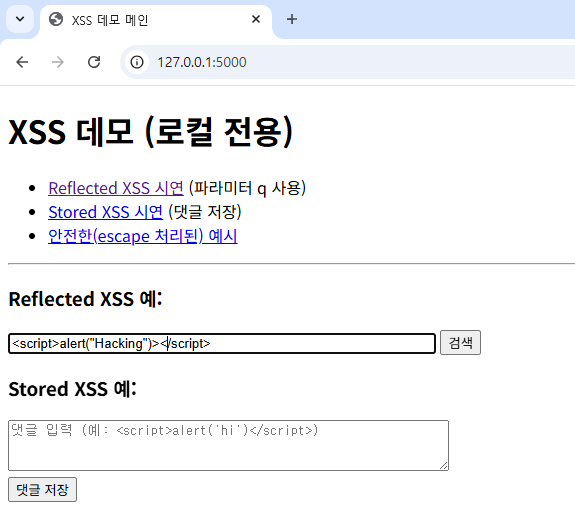 XSS 데모 메인
127.0.0.1:5000
XSS 데모 (로컬 전용)
Reflected XSS 시연 (파라미터 q 사용)
Stored XSS 시연 (댓글 저장)
안전한(escape 처리된) 예시
Reflected XSS 예:
<script>alert("Hacking")></script> 검색
Stored XSS 예:
댓글 입력 (예: <script>alert('hi')</script>)
댓글 저장